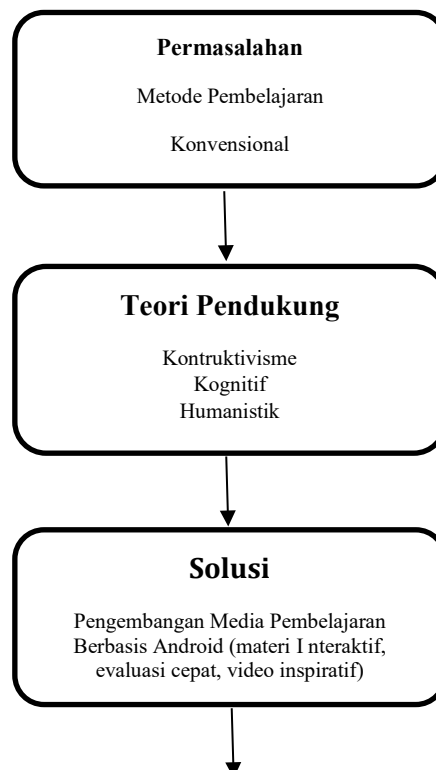 Permasalahan
Metode Pembelajaran
Konvensional
Teori Pendukung
Kontruktivisme
Kognitif
Humanistik
Solusi
Pengembangan Media Pembelajaran
Berbasis Android (materi I nteraktif,
evaluasi cepat, video inspiratif)